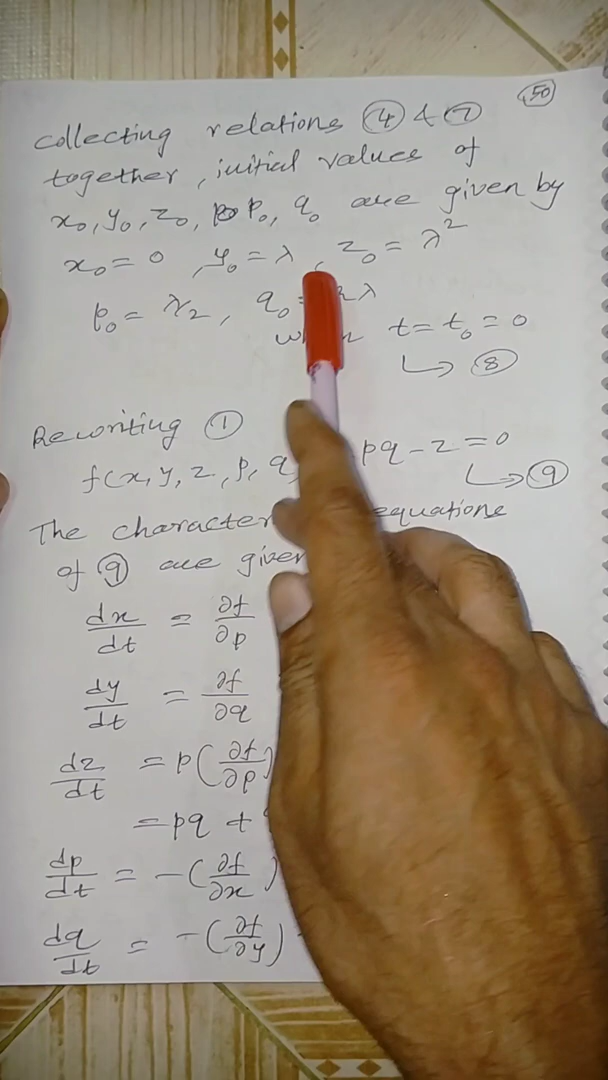 50
collecting relations ④ & ⑦
together, initial values of
x₀, y₀, z₀, p₀, q₀ are given by
x₀ = 0 , y₀ = λ , z₀ = λ²
p₀ = λ/2 , q₀ = 2λ
t = t₀ = 0
↳ ⑧
Rewriting ①
f(x, y, z, p, q pq - z = 0
↳ ⑨
The character equations
of ⑨ are given
dx/dt = ∂f/∂p
dy/dt = ∂f/∂q
dz/dt = p(∂f/∂p)
= pq +
dp/dt = -(∂f/∂x)
dq/dt = -(∂f/∂y)